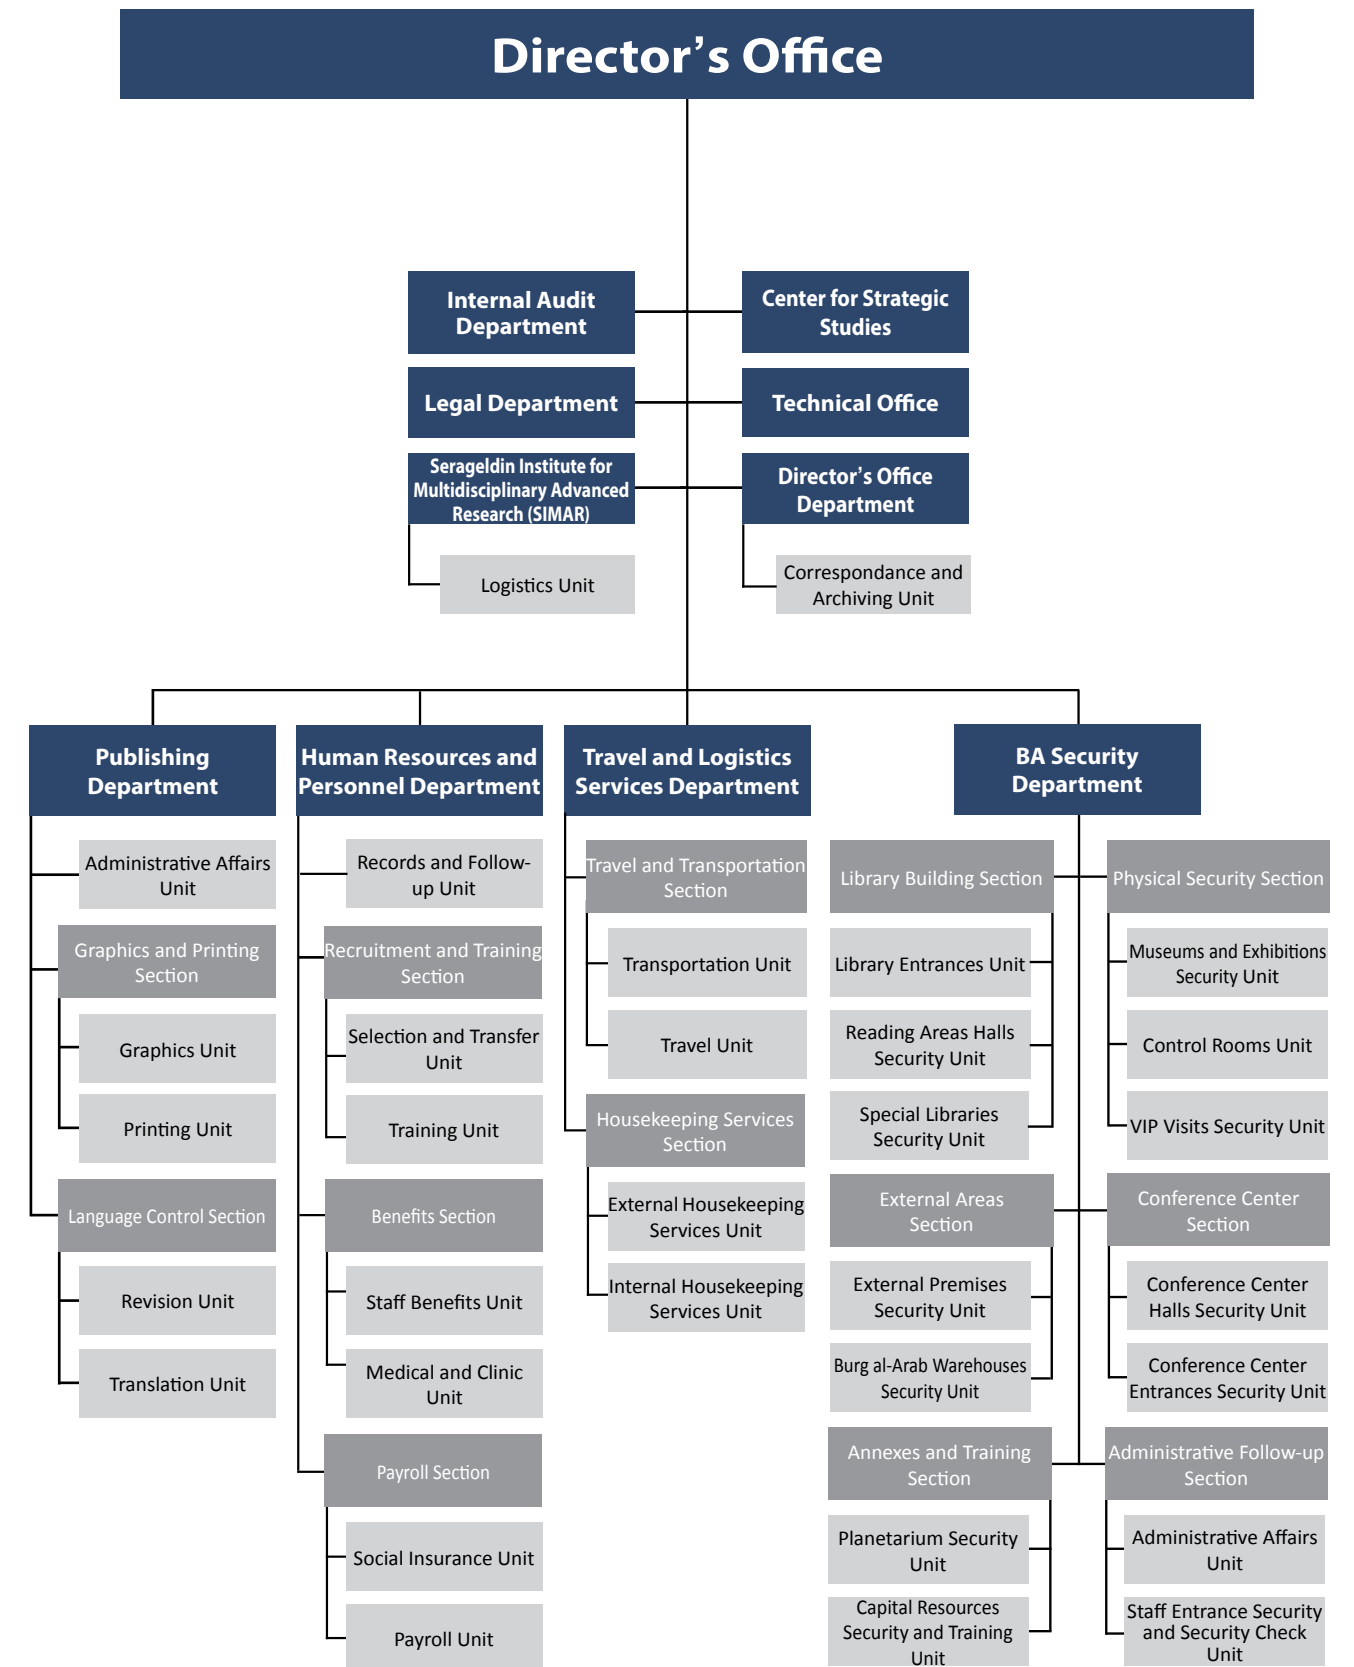 Director’s Office
Internal Audit
Department
Center for Strategic
Studies
Legal Department
Technical Office
Serageldin Institute for
Multidisciplinary Advanced
Research (SIMAR)
Director’s Office
Department
Logistics Unit
Correspondance and
Archiving Unit
Publishing
Department
Administrative Affairs
Unit
Graphics and Printing
Section
Graphics Unit
Printing Unit
Language Control Section
Revision Unit
Translation Unit
Human Resources and
Personnel Department
Records and Follow-
up Unit
Recruitment and Training
Section
Selection and Transfer
Unit
Training Unit
Benefits Section
Staff Benefits Unit
Medical and Clinic
Unit
Payroll Section
Social Insurance Unit
Payroll Unit
Travel and Logistics
Services Department
Travel and Transportation
Section
Transportation Unit
Travel Unit
Housekeeping Services
Section
External Housekeeping
Services Unit
Internal Housekeeping
Services Unit
BA Security
Department
Library Building Section
Library Entrances Unit
Reading Areas Halls
Security Unit
Special Libraries
Security Unit
External Areas
Section
External Premises
Security Unit
Burg al-Arab Warehouses
Security Unit
Annexes and Training
Section
Planetarium Security
Unit
Capital Resources
Security and Training
Unit
Physical Security Section
Museums and Exhibitions
Security Unit
Control Rooms Unit
VIP Visits Security Unit
Conference Center
Section
Conference Center
Halls Security Unit
Conference Center
Entrances Security Unit
Administrative Follow-up
Section
Administrative Affairs
Unit
Staff Entrance Security
and Security Check
Unit